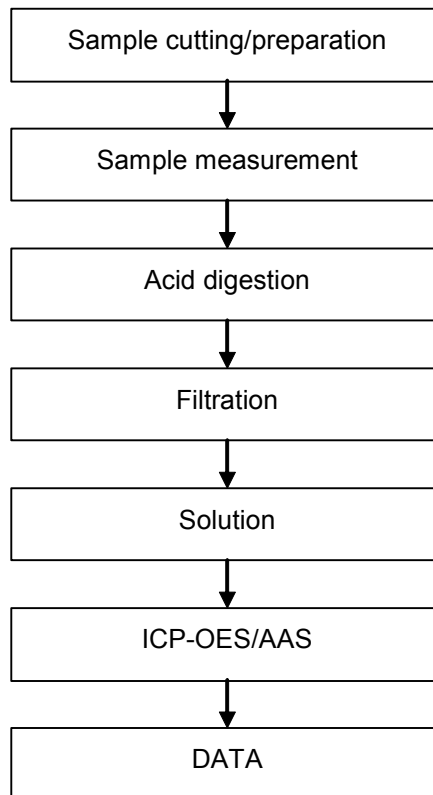 Sample cutting/preparation
Sample measurement
Acid digestion
Filtration
Solution
ICP-OES/AAS
DATA